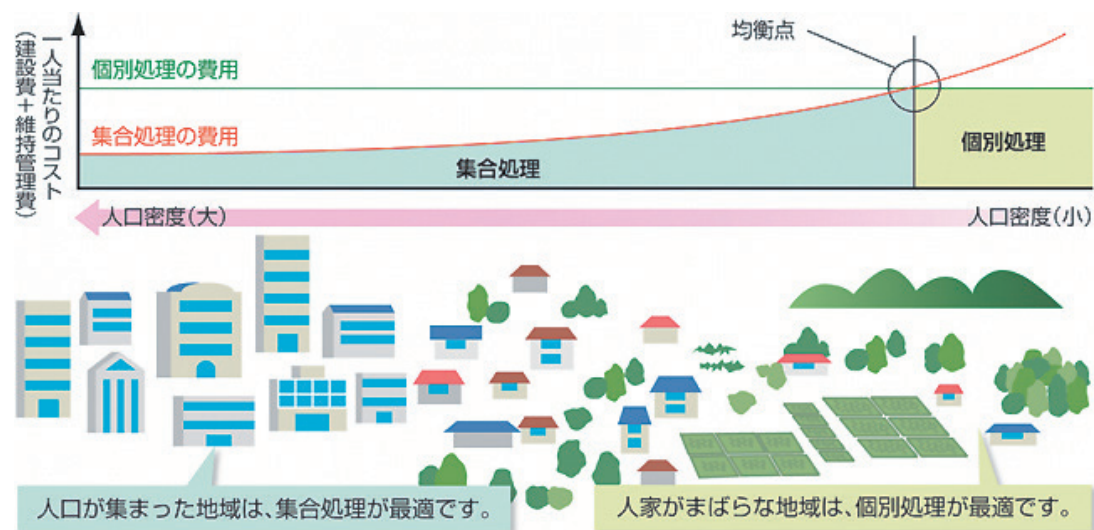 一人当たりのコスト
（建設費＋維持管理費）
均衡点
個別処理の費用
集合処理の費用
集合処理
個別処理
人口密度（大）
人口密度（小）
人口が集まった地域は、集合処理が最適です。
人家がまばらな地域は、個別処理が最適です。